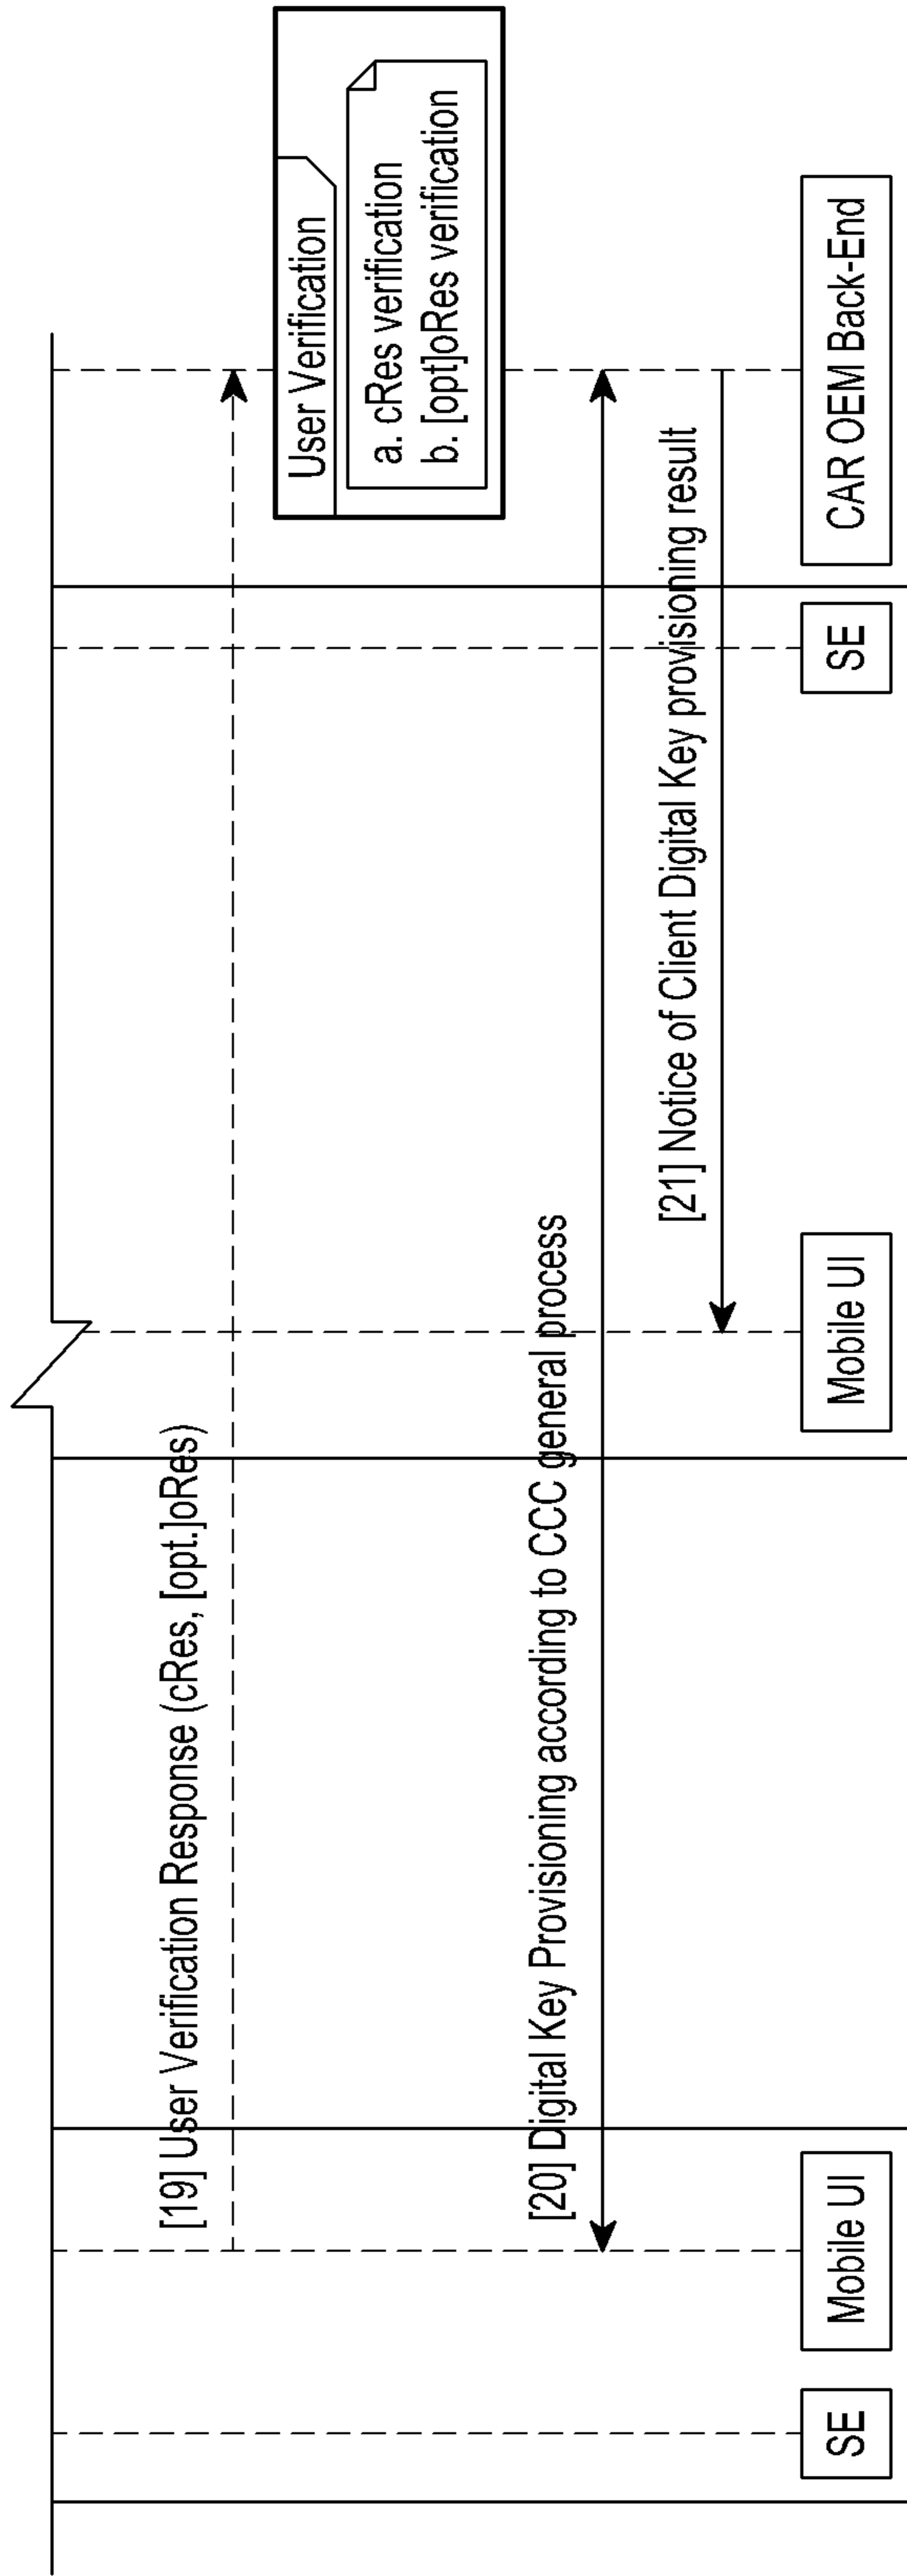 [19] User Verification Response (cRes, [opt.]oRes)
User Verification
a. cRes verification
b. [opt]oRes verification
[20] Digital Key Provisioning according to CCC general process
[21] Notice of Client Digital Key provisioning result
SE
Mobile UI
Mobile UI
SE
CAR OEM Back-End